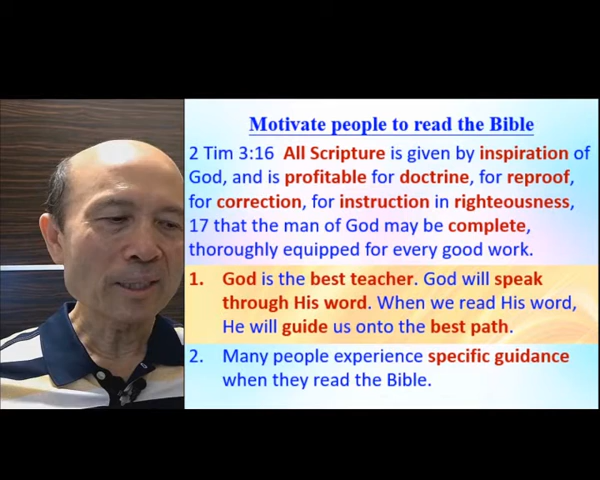 Motivate people to read the Bible
2 Tim 3:16 All Scripture is given by inspiration of
God, and is profitable for doctrine, for reproof,
for correction, for instruction in righteousness,
17 that the man of God may be complete,
thoroughly equipped for every good work.
1. God is the best teacher. God will speak
through His word. When we read His word,
He will guide us onto the best path.
2. Many people experience specific guidance
when they read the Bible.